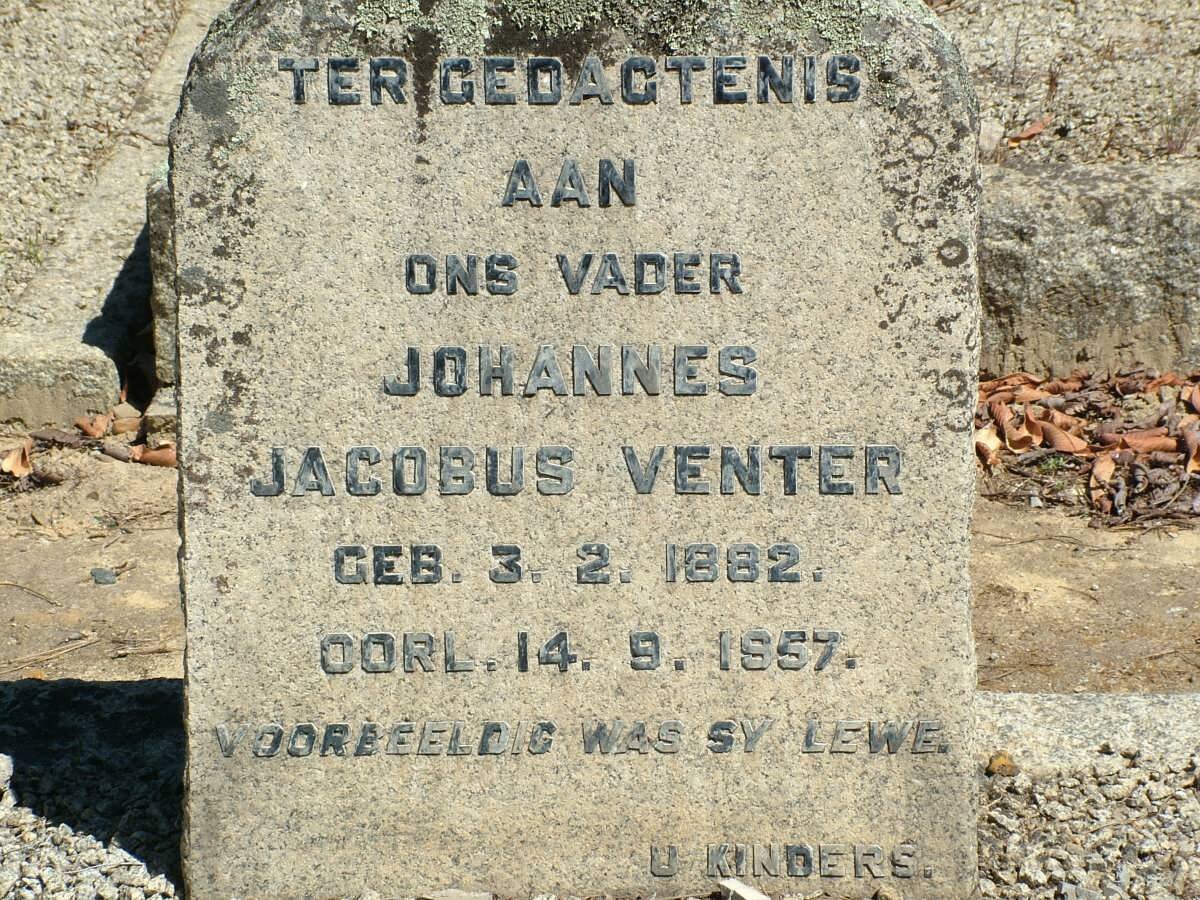 TER GEDAGTENIS
AAN
ONS VADER
JOHANNES
JACOBUS VENTER
GEB. 3. 2. 1882.
OORL. 14. 9. 1957.
VOORBEELDIG WAS SY LEWE.
U KINDERS.